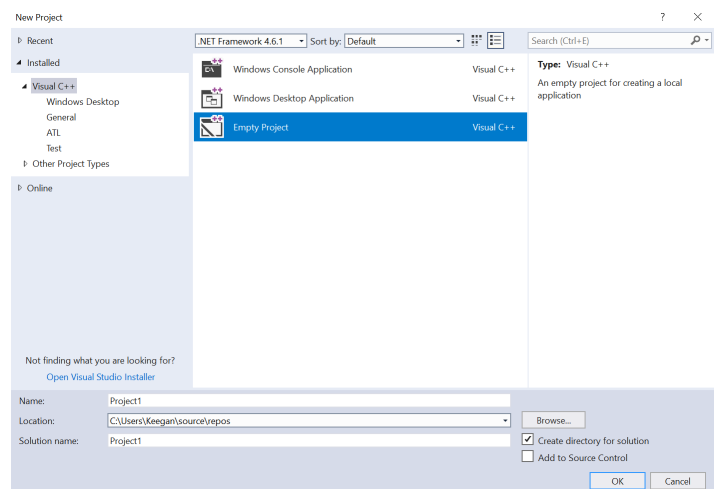 New Project
?
Recent
.NET Framework 4.6.1
Sort by: Default
Search (Ctrl+E)
Installed
Visual C++
Windows Desktop
General
ATL
Test
Other Project Types
Online
Not finding what you are looking for?
Open Visual Studio Installer
Windows Console Application Visual C++
Windows Desktop Application Visual C++
Empty Project Visual C++
Type: Visual C++
An empty project for creating a local
application
Name: Project1
Location: C:\Users\Keegan\source\repos
Browse...
Solution name: Project1
Create directory for solution
Add to Source Control
OK
Cancel